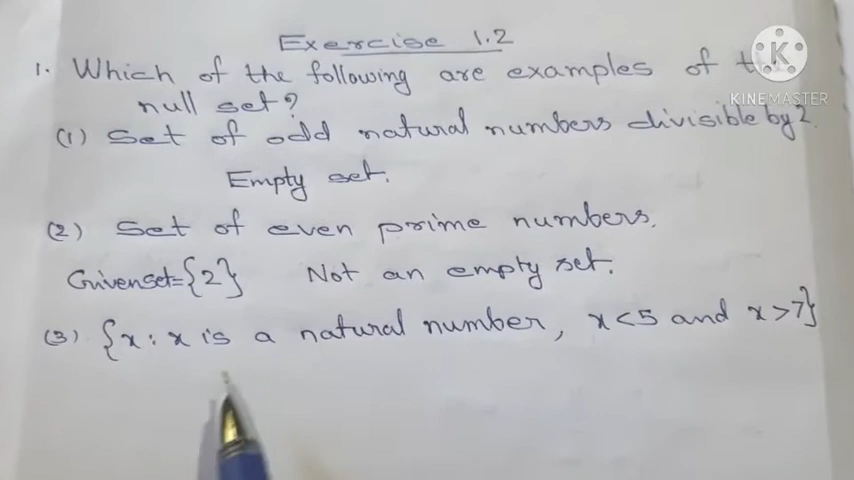 Exercise 1.2
1. Which of the following are examples of
null set?
KINEMASTER
(1) Set of odd natural numbers divisible by 2.
Empty set.
(2) Set of even prime numbers.
Given set = {2} Not an empty set.
(3) {x : x is a natural number, x < 5 and x > 7}